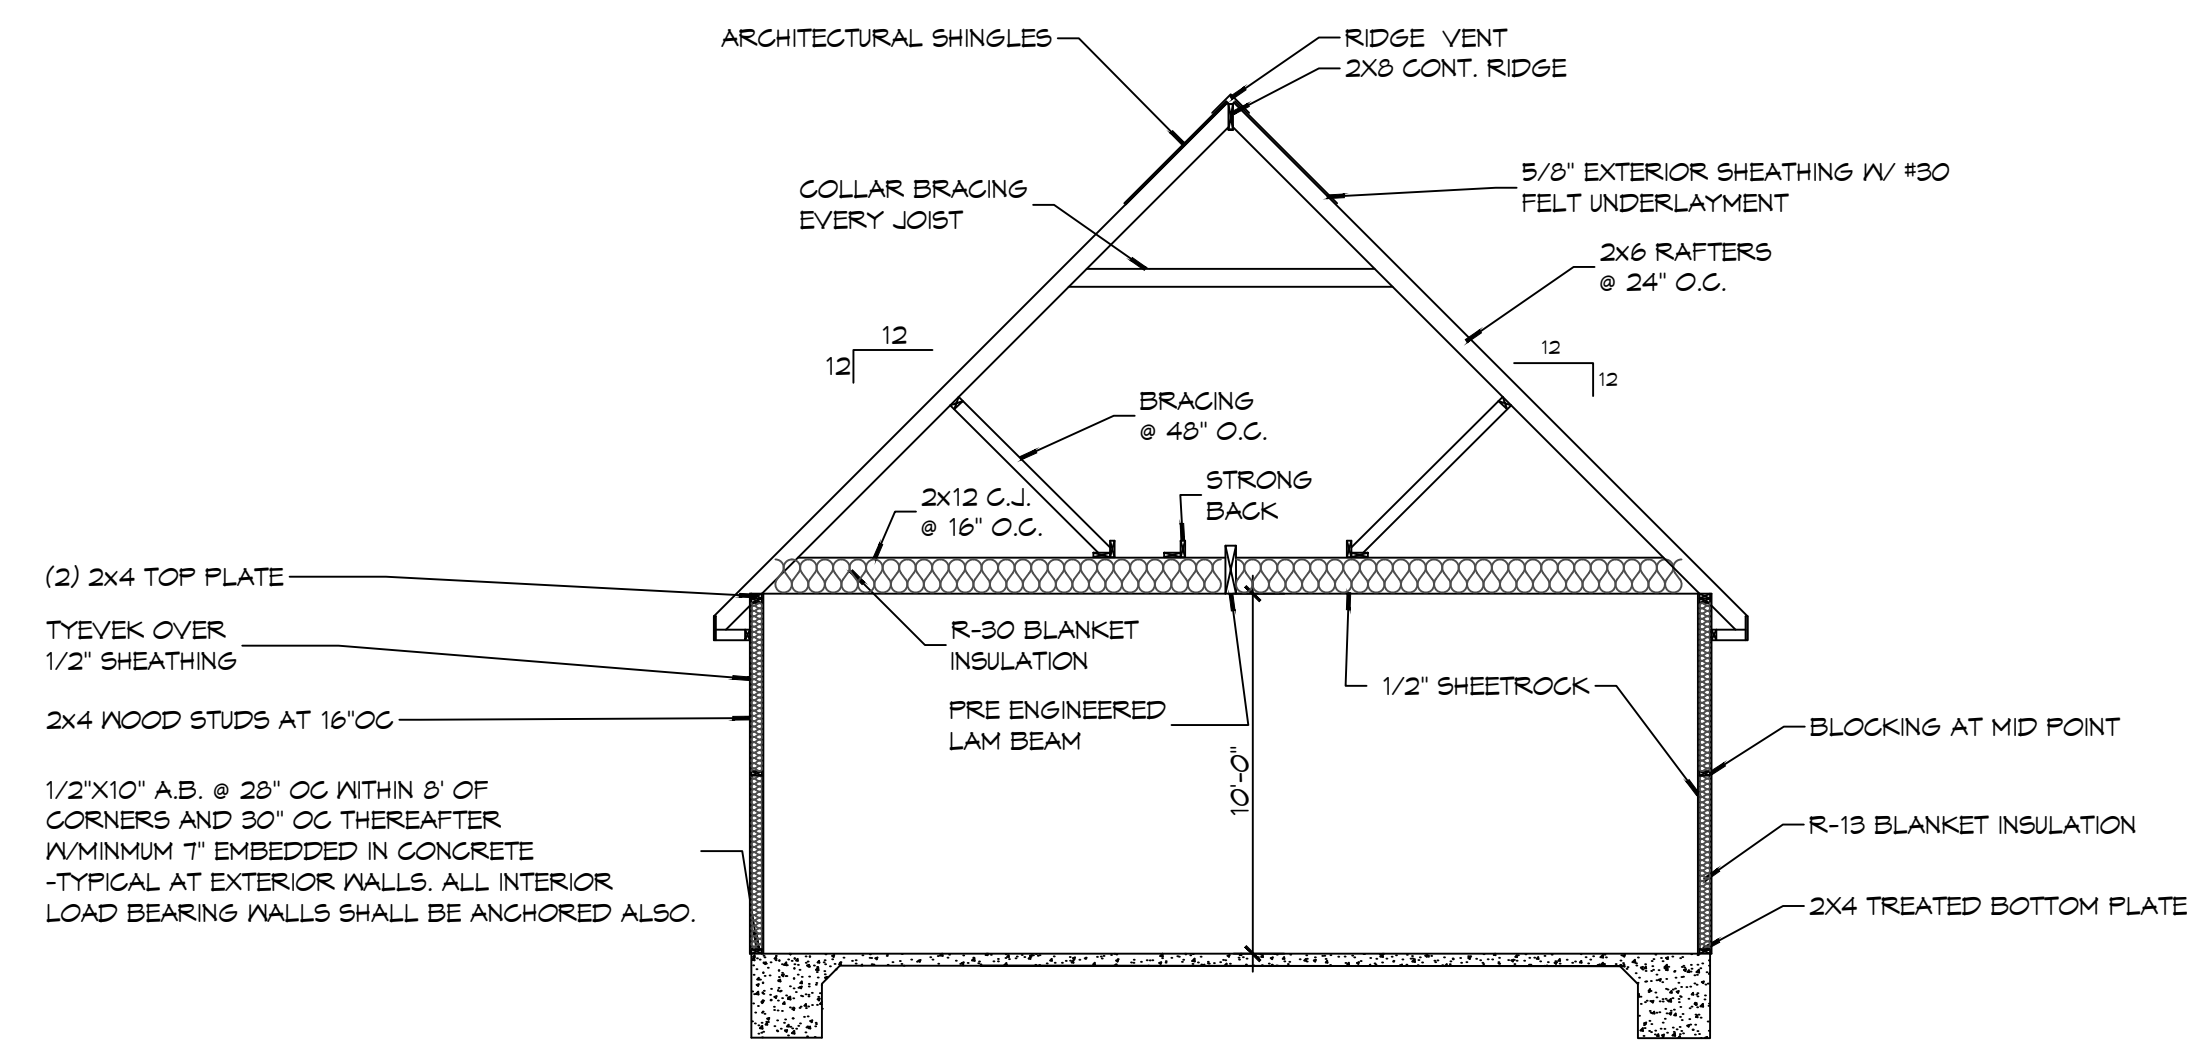 ARCHITECTURAL SHINGLES
RIDGE VENT
2X8 CONT. RIDGE
COLLAR BRACING
EVERY JOIST
5/8" EXTERIOR SHEATHING W/ #30
FELT UNDERLAYMENT
2x6 RAFTERS
@ 24" O.C.
12
12
12
12
BRACING
@ 48" O.C.
STRONG
BACK
2x12 C.J.
@ 16" O.C.
(2) 2x4 TOP PLATE
TYEVEK OVER
1/2" SHEATHING
R-30 BLANKET
INSULATION
1/2" SHEETROCK
2x4 WOOD STUDS AT 16"OC
PRE ENGINEERED
LAM BEAM
10'-0"
BLOCKING AT MID POINT
1/2"X10" A.B. @ 28" OC WITHIN 8' OF
CORNERS AND 30" OC THEREAFTER
W/MINMUM 7" EMBEDDED IN CONCRETE
-TYPICAL AT EXTERIOR WALLS. ALL INTERIOR
LOAD BEARING WALLS SHALL BE ANCHORED ALSO.
R-13 BLANKET INSULATION
2X4 TREATED BOTTOM PLATE